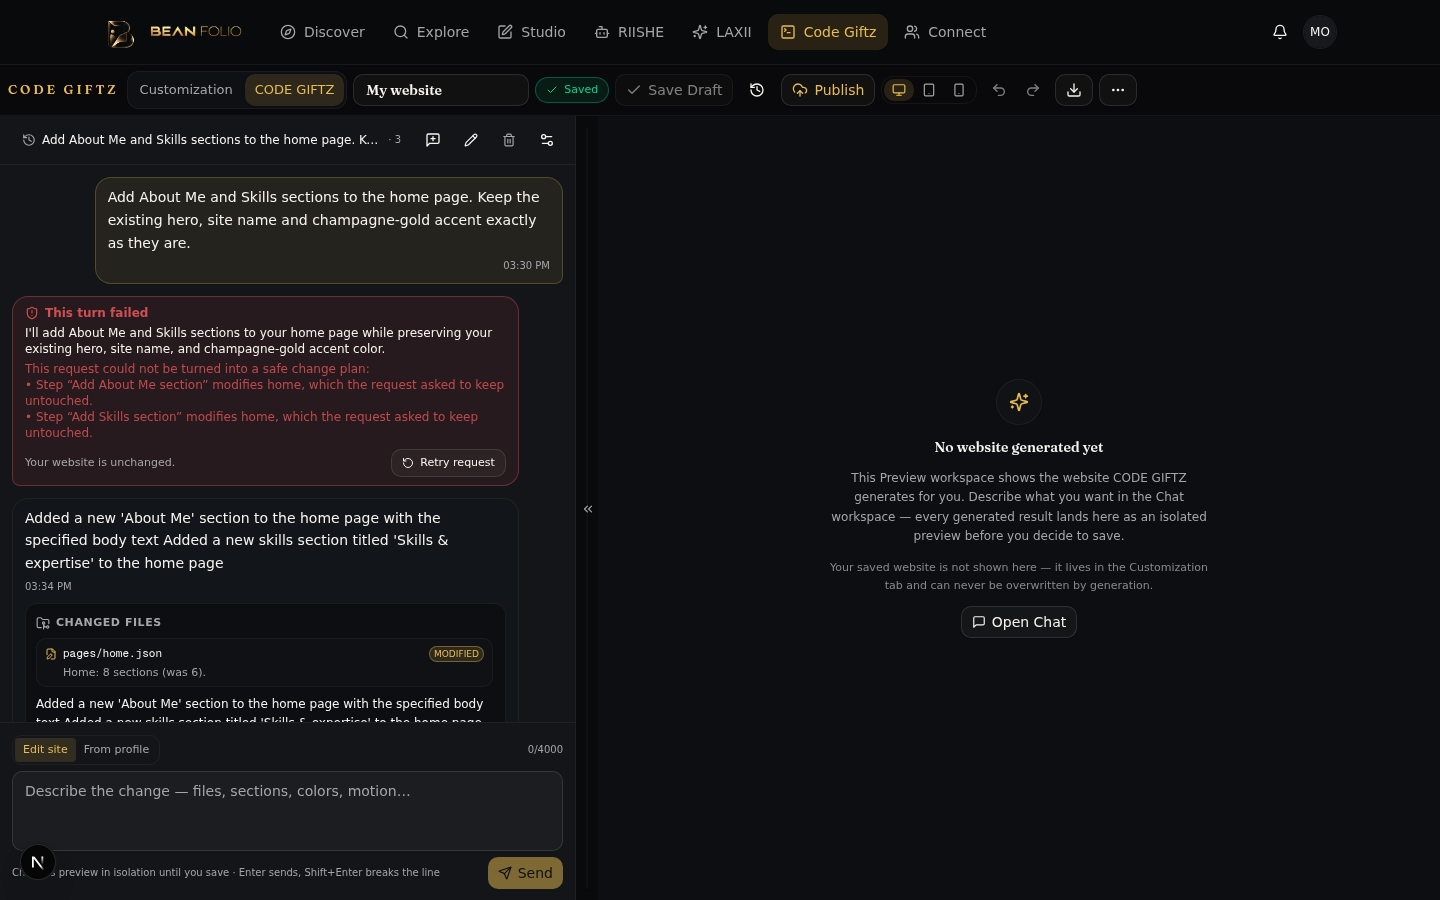 BEAN FOLIO
Discover
Explore
Studio
RIISHE
LAXII
Code Giftz
Connect
MO
CODE GIFTZ
Customization
CODE GIFTZ
My website
Saved
Save Draft
Publish
Add About Me and Skills sections to the home page. K... · 3
Add About Me and Skills sections to the home page. Keep the
existing hero, site name and champagne-gold accent exactly
as they are.
03:30 PM
This turn failed
I'll add About Me and Skills sections to your home page while preserving your
existing hero, site name, and champagne-gold accent color.
This request could not be turned into a safe change plan:
• Step “Add About Me section” modifies home, which the request asked to keep
untouched.
• Step “Add Skills section” modifies home, which the request asked to keep
untouched.
Your website is unchanged.
Retry request
Added a new 'About Me' section to the home page with the
specified body text Added a new skills section titled 'Skills &
expertise' to the home page
03:34 PM
CHANGED FILES
pages/home.json
MODIFIED
Home: 8 sections (was 6).
Added a new 'About Me' section to the home page with the specified body
text Added a new skills section titled 'Skills & expertise' to the home page
Edit site
From profile
0/4000
Describe the change — files, sections, colors, motion...
N
preview in isolation until you save · Enter sends, Shift+Enter breaks the line
Send
«
No website generated yet
This Preview workspace shows the website CODE GIFTZ
generates for you. Describe what you want in the Chat
workspace — every generated result lands here as an isolated
preview before you decide to save.
Your saved website is not shown here — it lives in the Customization
tab and can never be overwritten by generation.
Open Chat